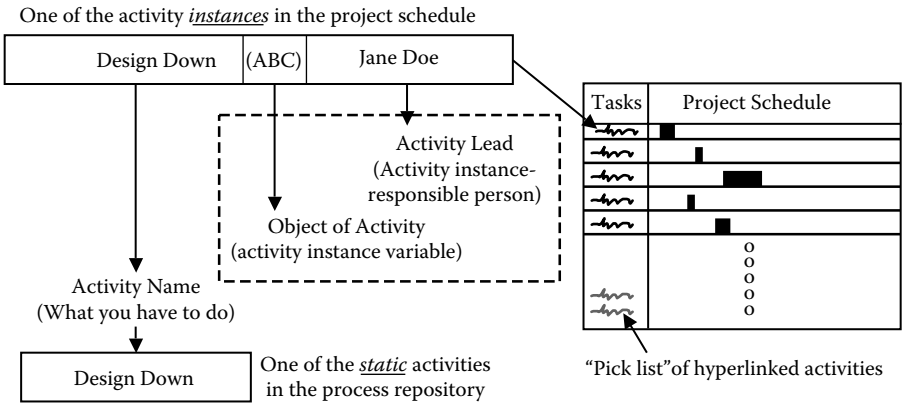 One of the activity instances in the project schedule
Design Down (ABC) Jane Doe
Tasks Project Schedule
Activity Lead
(Activity instance-
responsible person)
Object of Activity
(activity instance variable)
Activity Name
(What you have to do)
Design Down
One of the static activities
in the process repository
o
o
o
o
o
“Pick list”of hyperlinked activities